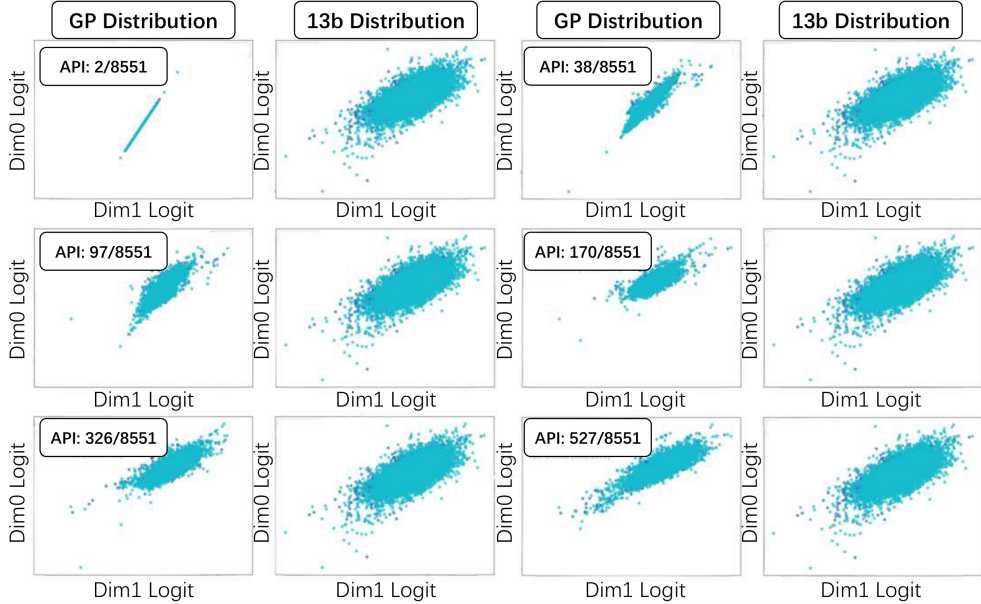 GP Distribution 13b Distribution GP Distribution 13b Distribution
API: 2/8551 API: 38/8551
Dim0 Logit Dim0 Logit Dim0 Logit Dim0 Logit
Dim1 Logit Dim1 Logit Dim1 Logit Dim1 Logit
API: 97/8551 API: 170/8551
Dim0 Logit Dim0 Logit Dim0 Logit Dim0 Logit
Dim1 Logit Dim1 Logit Dim1 Logit Dim1 Logit
API: 326/8551 API: 527/8551
Dim0 Logit Dim0 Logit Dim0 Logit Dim0 Logit
Dim1 Logit Dim1 Logit Dim1 Logit Dim1 Logit